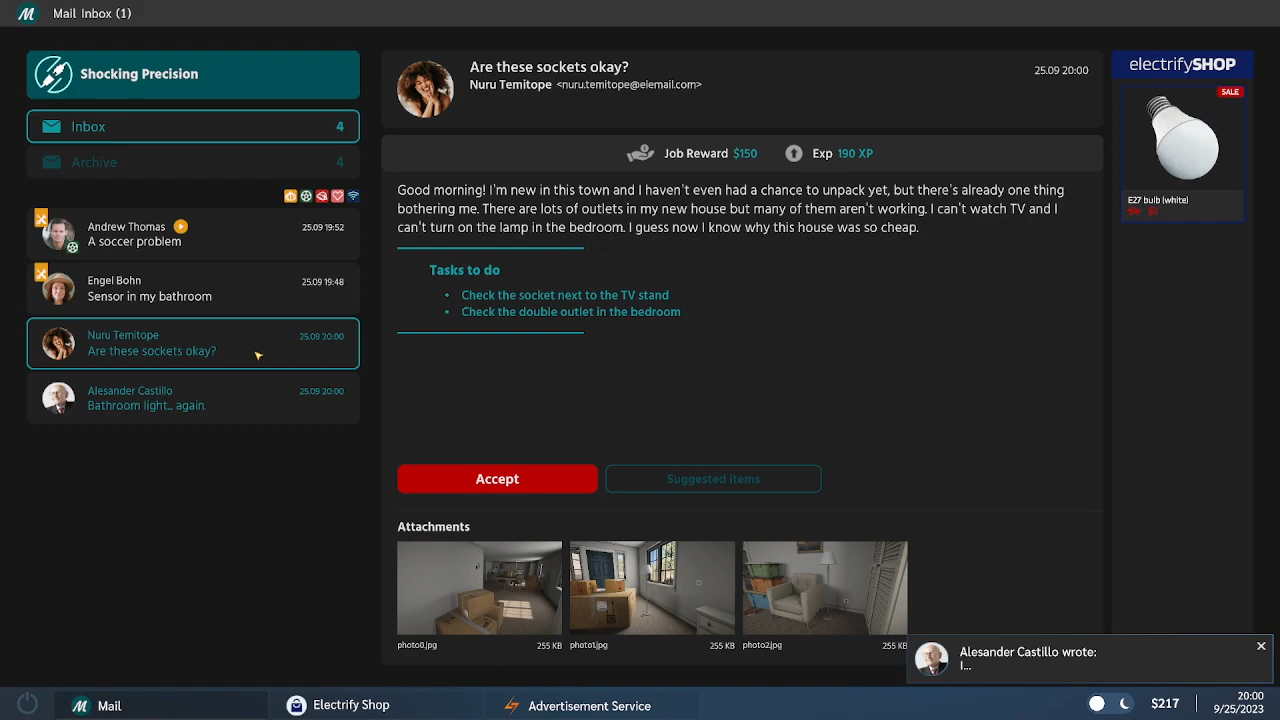 Mail Inbox (1)
Shocking Precision
Inbox 4
Archive 4
Andrew Thomas 25.09 19:52
A soccer problem
Engel Bohn 25.09 19:48
Sensor in my bathroom
Nuru Temitope 25.09 20:00
Are these sockets okay?
Alesander Castillo 25.09 20:00
Bathroom light... again.
Are these sockets okay?
Nuru Temitope <nuru.temitope@elemail.com>
25.09 20:00
Job Reward $150 Exp 190 XP
Good morning! I'm new in this town and I haven't even had a chance to unpack yet, but there's already one thing
bothering me. There are lots of outlets in my new house but many of them aren't working. I can't watch TV and I
can't turn on the lamp in the bedroom. I guess now I know why this house was so cheap.
Tasks to do
• Check the socket next to the TV stand
• Check the double outlet in the bedroom
Accept Suggested items
Attachments
photo0.jpg 255 KB photo1.jpg 255 KB photo2.jpg 255 KB
electrifySHOP
SALE
E27 bulb (white)
Alesander Castillo wrote:
I...
Mail Electrify Shop Advertisement Service $217 20:00
9/25/2023